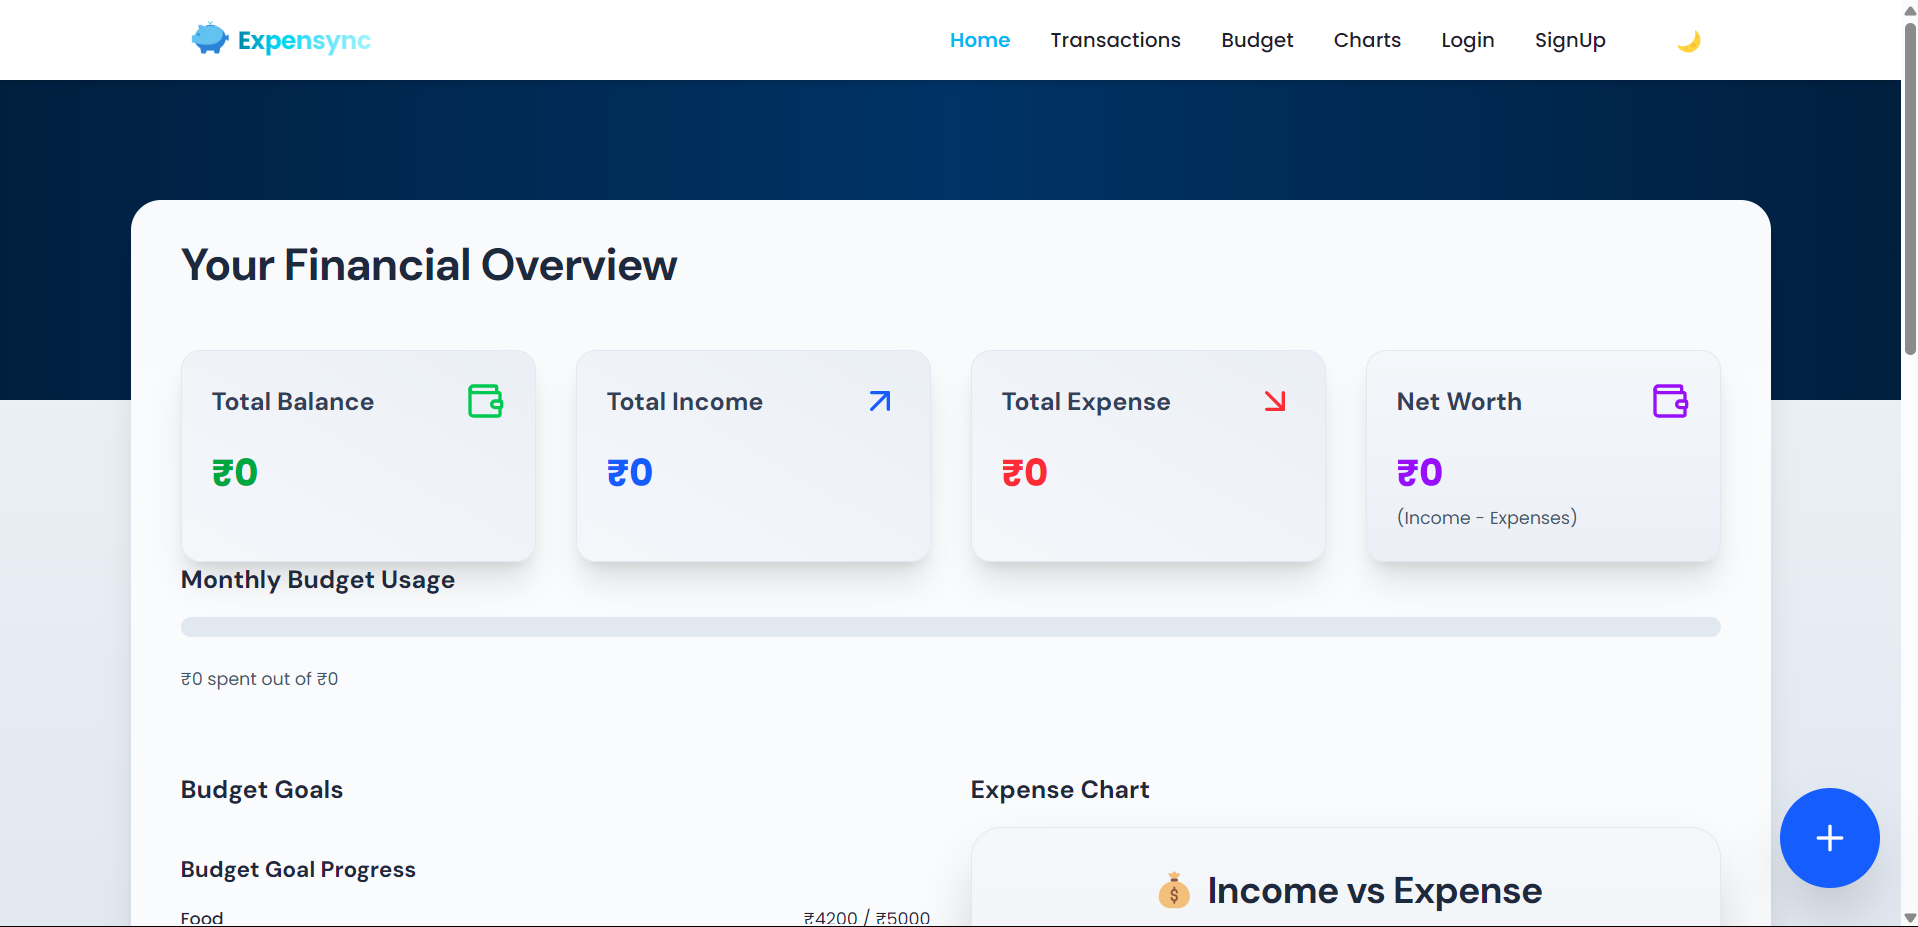 Expensync
Home Transactions Budget Charts Login SignUp
Your Financial Overview
Total Balance
₹0
Total Income
₹0
Total Expense
₹0
Net Worth
₹0
(Income - Expenses)
Monthly Budget Usage
₹0 spent out of ₹0
Budget Goals
Budget Goal Progress
Food ₹4200 / ₹5000
Expense Chart
💰 Income vs Expense